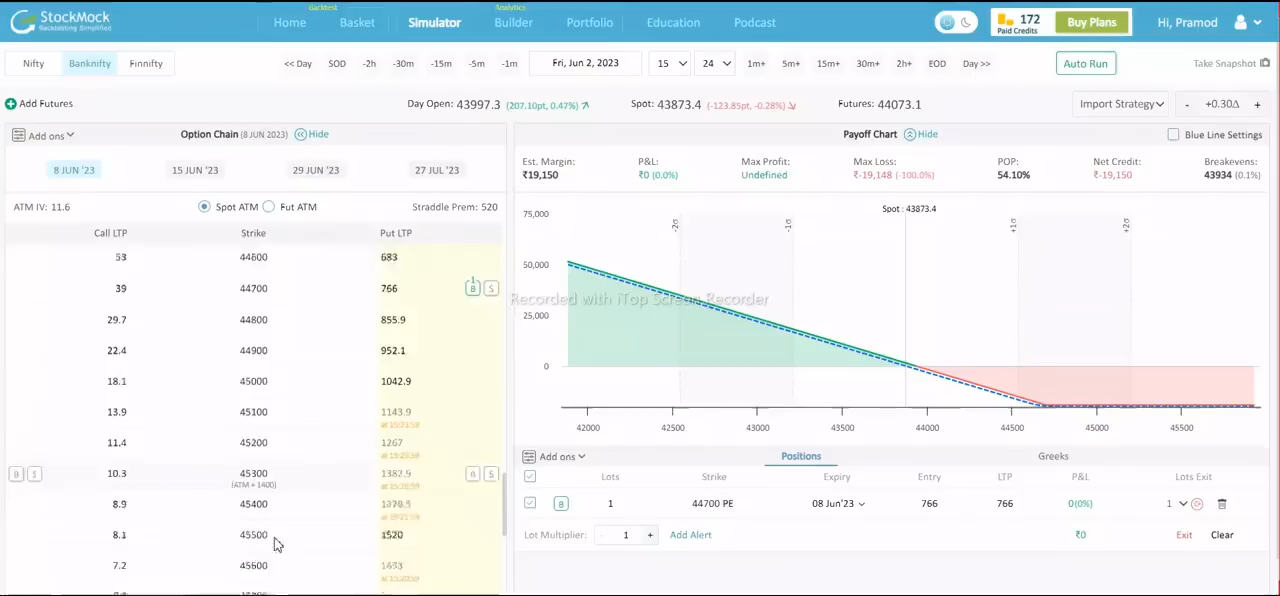 StockMock
Backtesting Simplified
Home
Backtest
Basket
Simulator
Analytics
Builder
Portfolio
Education
Podcast
172
Paid Credits
Buy Plans
Hi, Pramod
Nifty
Banknifty
Finnifty
<< Day
SOD
-2h
-30m
-15m
-5m
-1m
Fri, Jun 2, 2023
15
24
1m+
5m+
15m+
30m+
2h+
EOD
Day >>
Auto Run
Take Snapshot
Add Futures
Day Open: 43997.3 (207.10pt, 0.47%)
Spot: 43873.4 (-123.85pt, -0.28%)
Futures: 44073.1
Import Strategy
- +0.30Δ +
Add ons
Option Chain (8 JUN 2023) Hide
Payoff Chart Hide
Blue Line Settings
8 JUN '23
15 JUN '23
29 JUN '23
27 JUL '23
Est. Margin: P&L: Max Profit: Max Loss: POP: Net Credit: Breakevens:
₹19,150 ₹0 (0.0%) Undefined ₹-19,148 (-100.0%) 54.10% ₹-19,150 43934 (0.1%)
ATM IV: 11.6
Spot ATM
Fut ATM
Straddle Prem: 520
Call LTP Strike Put LTP
53 44600 683
39 44700 766 1 B S
29.7 44800 855.9
22.4 44900 952.1
18.1 45000 1042.9
13.9 45100 1143.9
11.4 45200 1267
B S 10.3 45300 1382.9 B S
(ATM + 1400)
8.9 45400
8.1 45500 1520
7.2 45600
Spot : 43873.4
75,000
50,000
25,000
0
-2σ
-1σ
+1σ
+2σ
42000 42500 43000 43500 44000 44500 45000 45500
Recorded with iTop Screen Recorder
Add ons
Positions
Greeks
Lots Strike Expiry Entry LTP P&L Lots Exit
B 1 44700 PE 08 Jun'23 766 766 0(0%) 1
Lot Multiplier: - 1 + Add Alert ₹0 Exit Clear